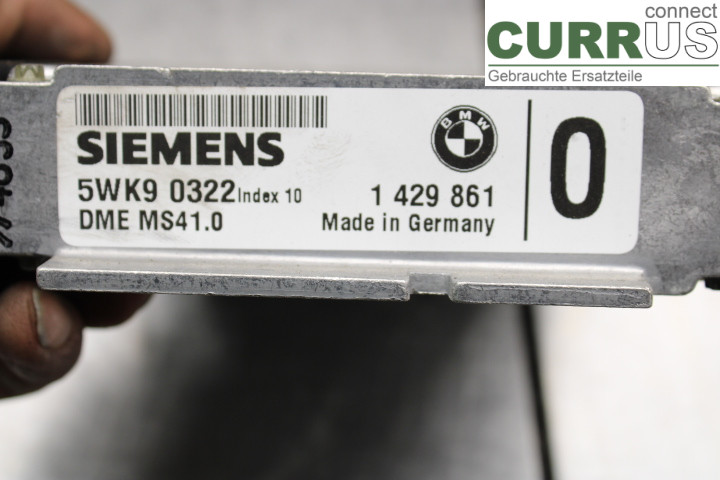 connect
CURRUS
Gebrauchte Ersatzteile
SIEMENS
BMW
5WK9 0322 Index 10
1 429 861
0
DME MS41.0
Made in Germany